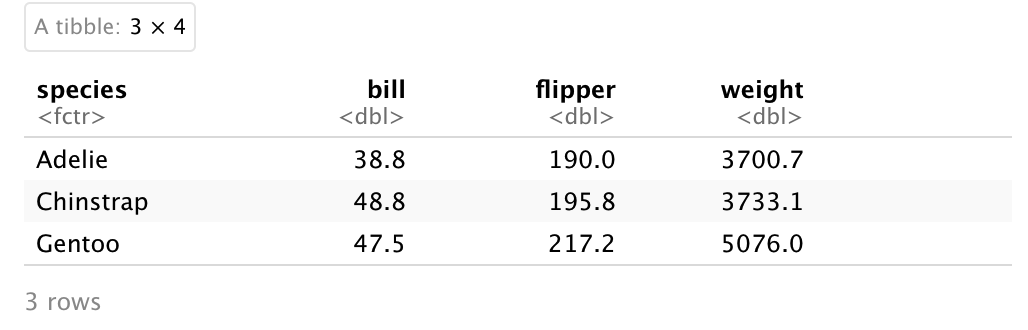 A tibble: 3 × 4
species bill flipper weight
<fctr> <dbl> <dbl> <dbl>
Adelie 38.8 190.0 3700.7
Chinstrap 48.8 195.8 3733.1
Gentoo 47.5 217.2 5076.0
3 rows